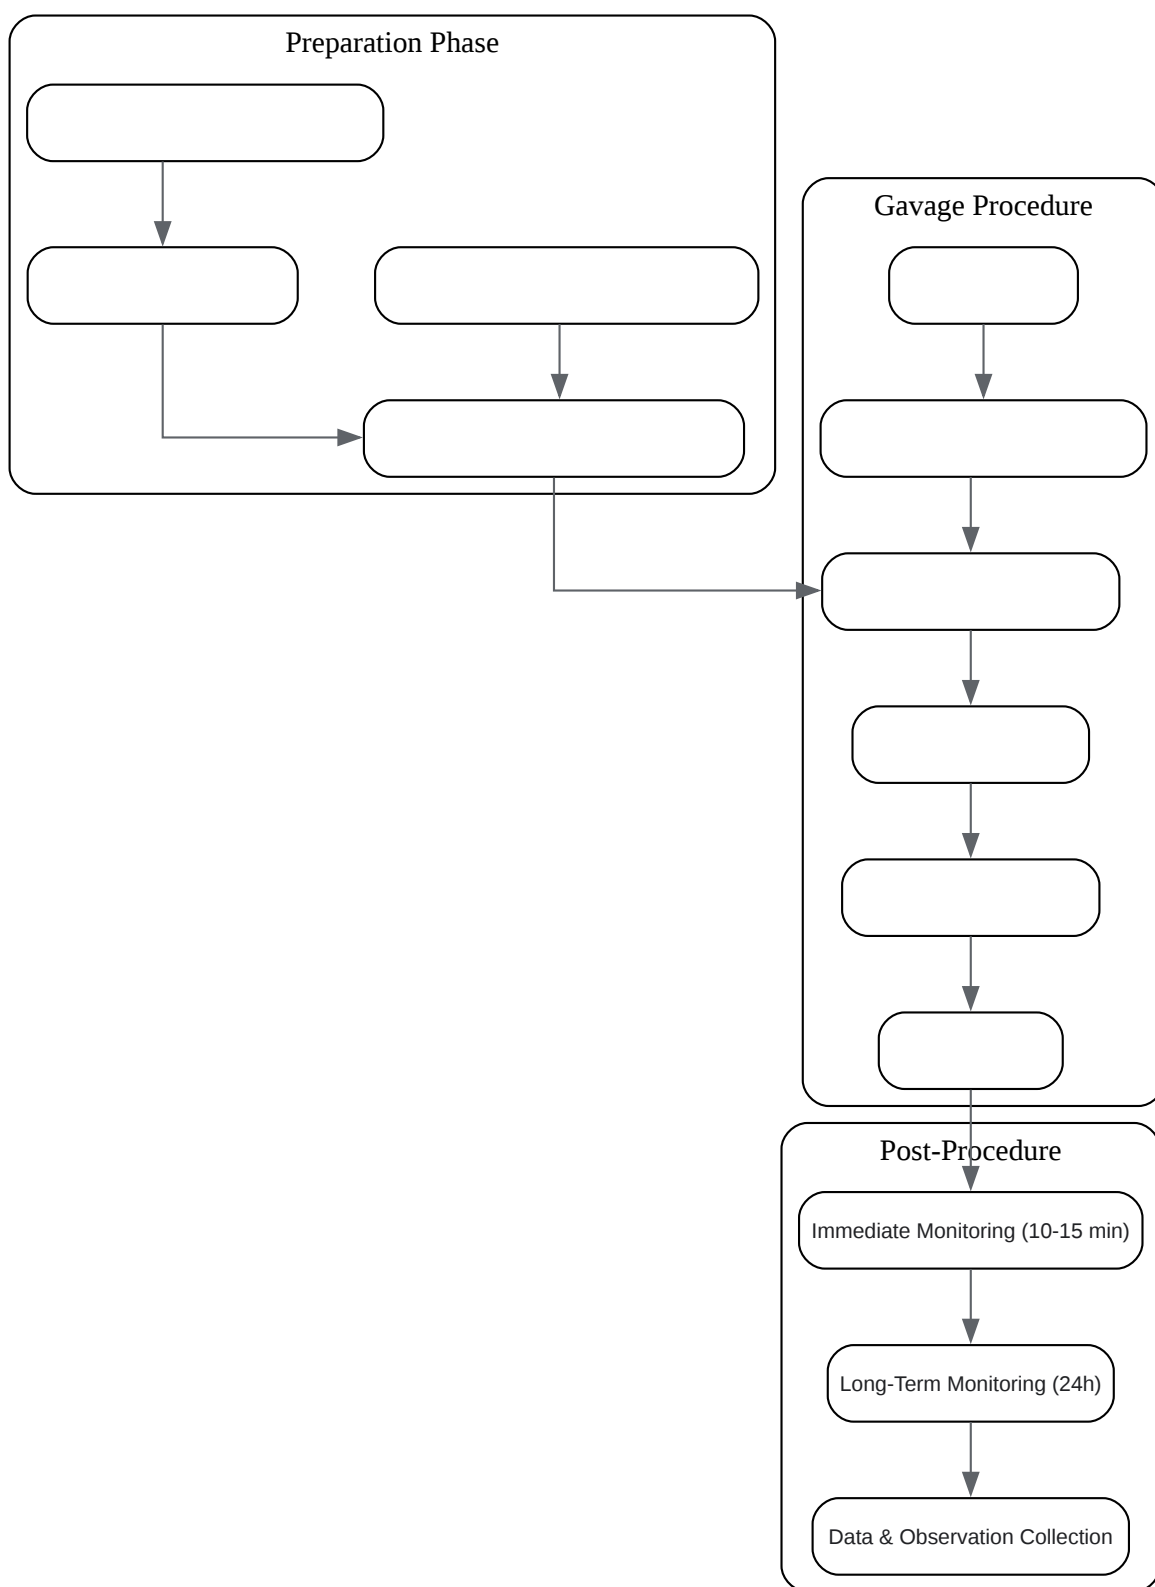 Preparation Phase
Gavage Procedure
Post-Procedure
Immediate Monitoring (10-15 min)
Long-Term Monitoring (24h)
Data & Observation Collection